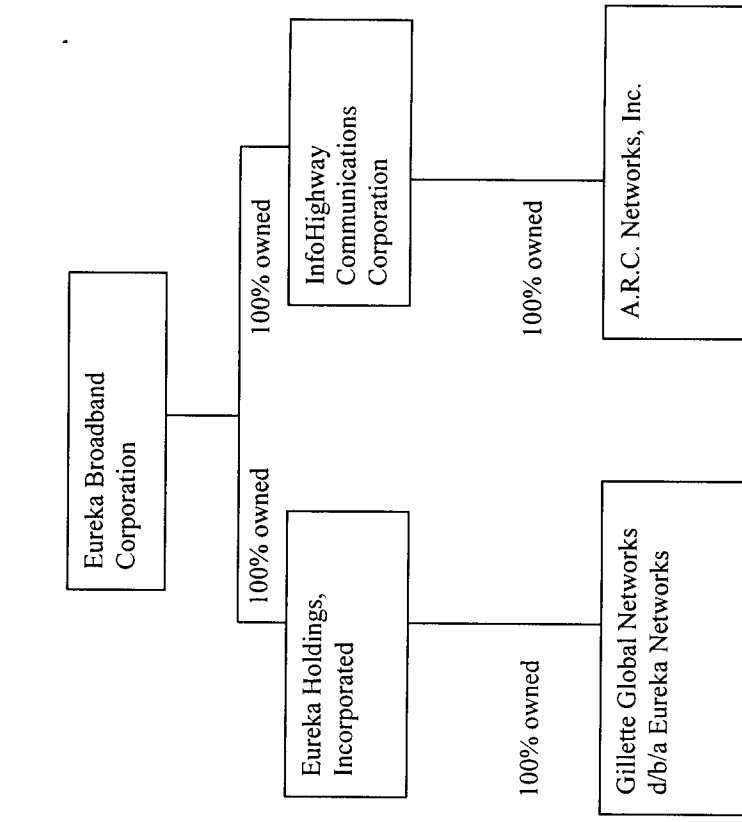 Eureka Broadband
Corporation
100% owned
100% owned
Eureka Holdings,
Incorporated
InfoHighway
Communications
Corporation
100% owned
100% owned
Gillette Global Networks
d/b/a Eureka Networks
A.R.C. Networks, Inc.